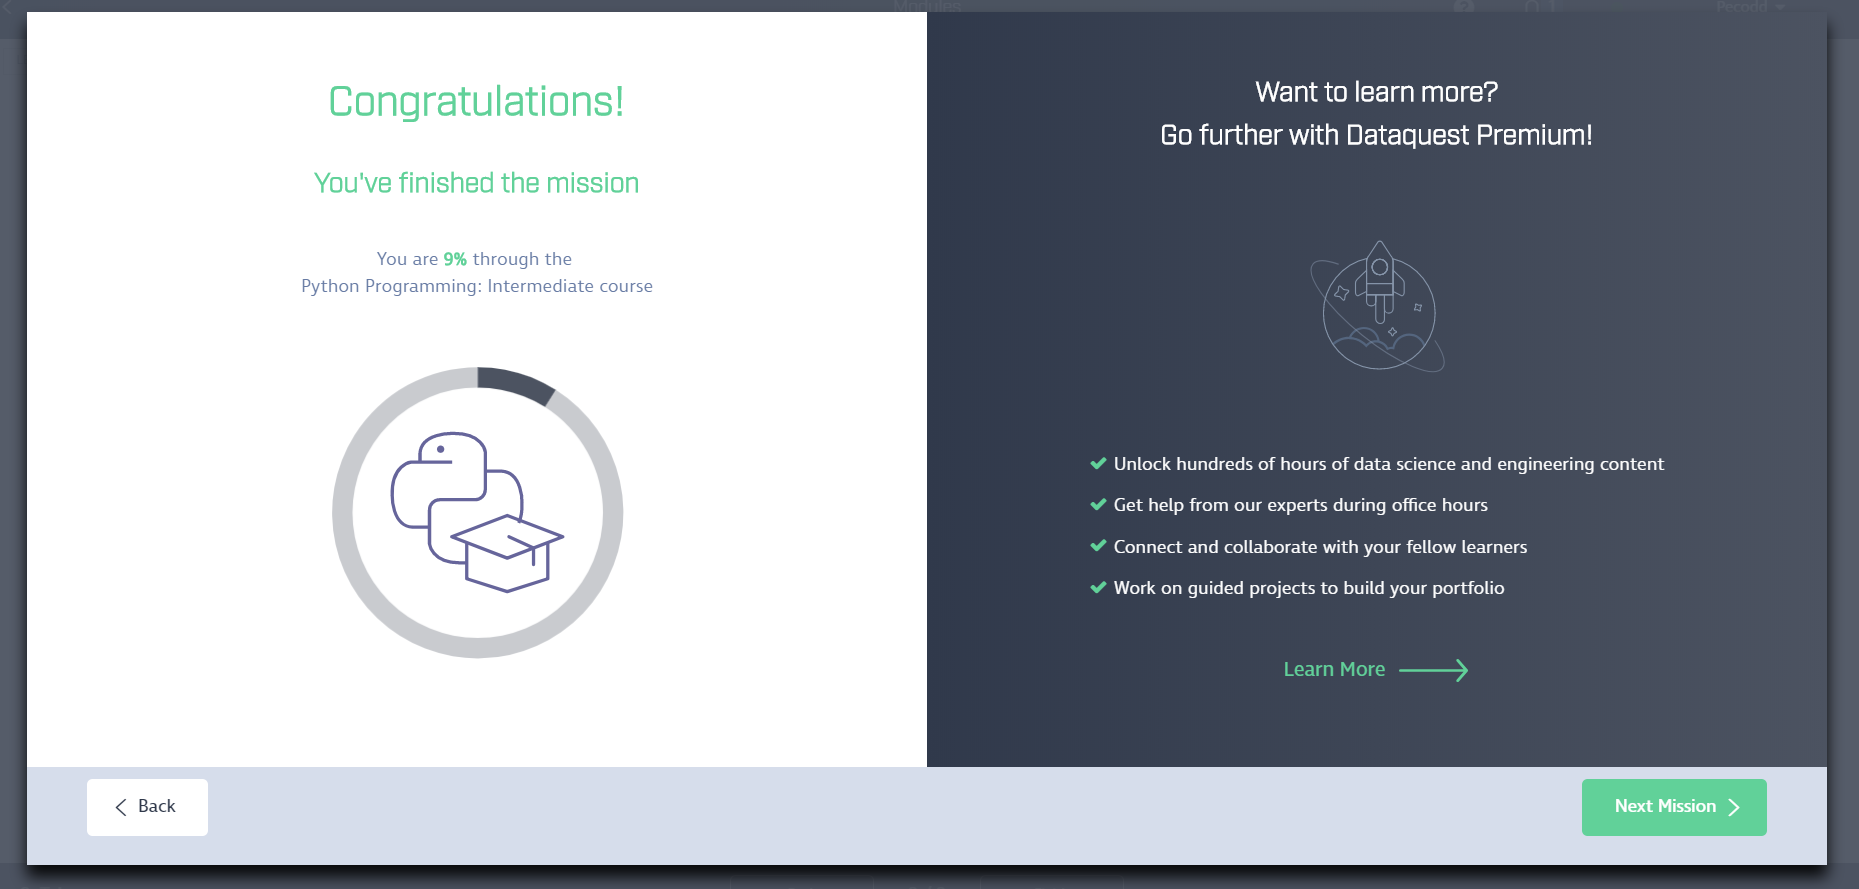 Modules
Pecodd
Congratulations!
You've finished the mission
You are 9% through the
Python Programming: Intermediate course
Want to learn more?
Go further with Dataquest Premium!
Unlock hundreds of hours of data science and engineering content
Get help from our experts during office hours
Connect and collaborate with your fellow learners
Work on guided projects to build your portfolio
Learn More
Back
Next Mission